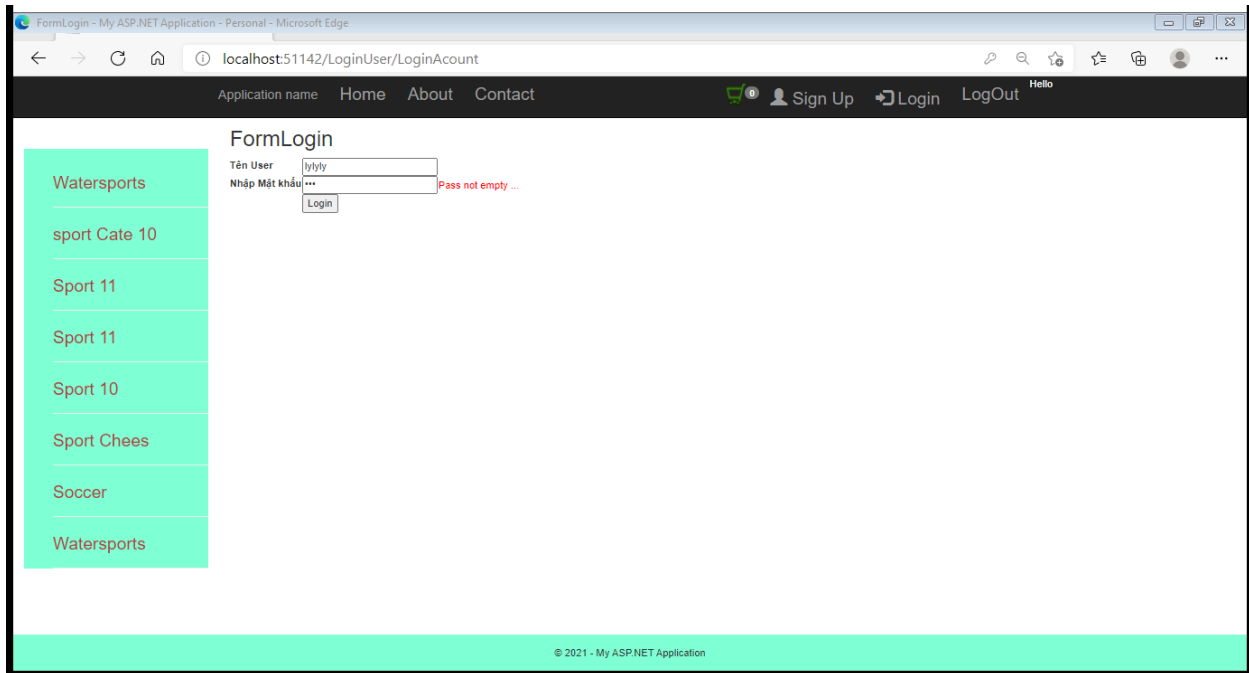 FormLogin - My ASP.NET Application - Personal - Microsoft Edge
localhost:51142/LoginUser/LoginAcount
Application name Home About Contact 0 Sign Up Login LogOut Hello
FormLogin
Tên User lylyly
Nhập Mật khẩu ••• Pass not empty ...
Login
Watersports
sport Cate 10
Sport 11
Sport 11
Sport 10
Sport Chees
Soccer
Watersports
© 2021 - My ASP.NET Application